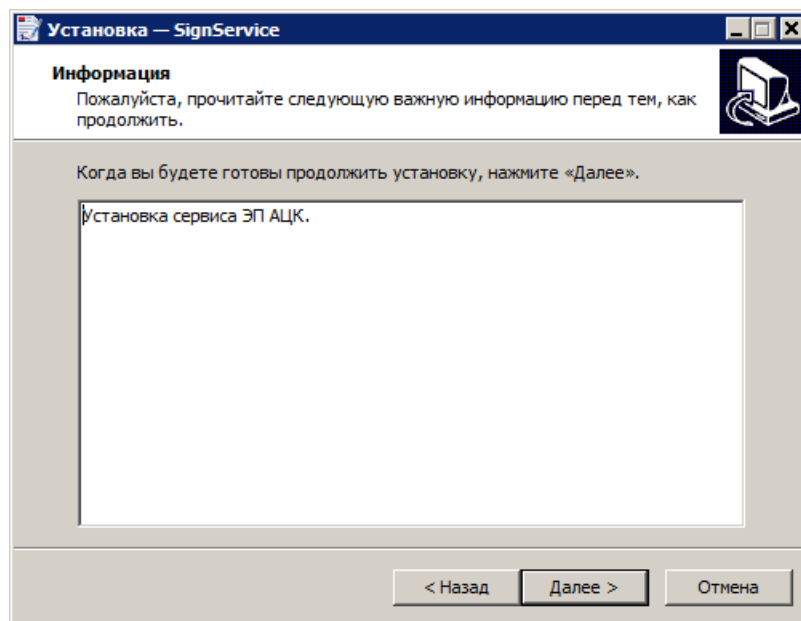 Установка — SignService
Информация
Пожалуйста, прочитайте следующую важную информацию перед тем, как
продолжить.
Когда вы будете готовы продолжить установку, нажмите «Далее».
Установка сервиса ЭП АЦК.
< Назад
Далее >
Отмена